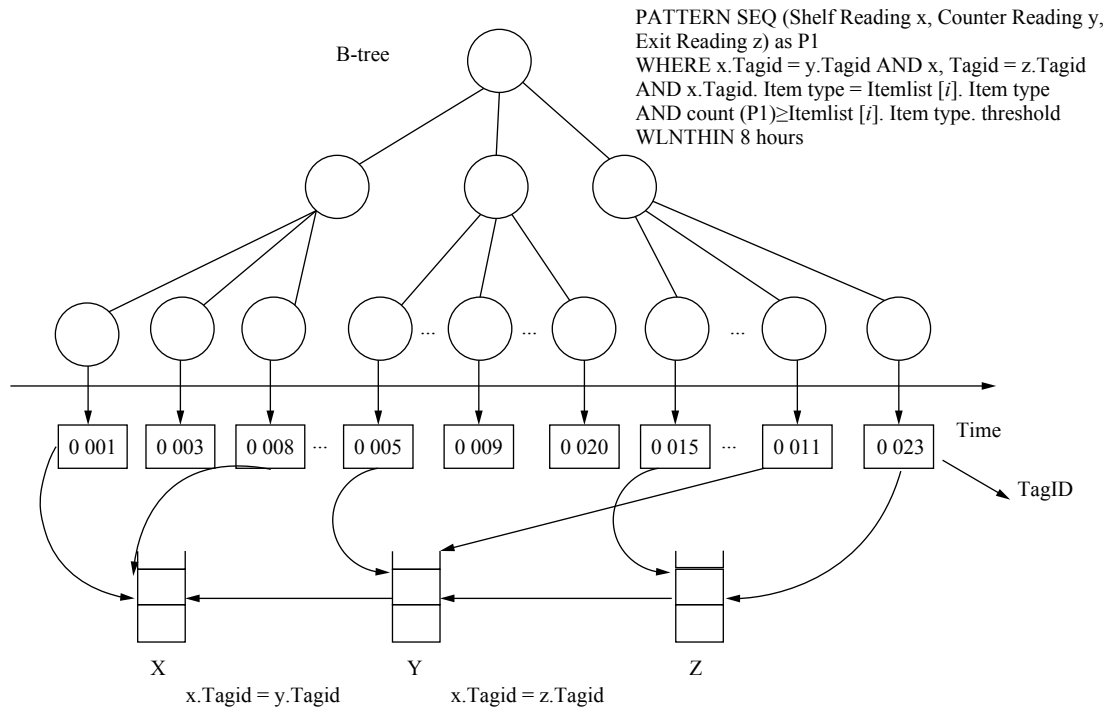 PATTERN SEQ (Shelf Reading x, Counter Reading y,
Exit Reading z) as P1
WHERE x.Tagid = y.Tagid AND x, Tagid = z.Tagid
AND x.Tagid. Item type = Itemlist [i]. Item type
AND count (P1)≥Itemlist [i]. Item type. threshold
WLNTHIN 8 hours
B-tree
... ... ...
0 001 0 003 0 008 ... 0 005 0 009 0 020 0 015 ... 0 011 0 023
Time
TagID
X Y Z
x.Tagid = y.Tagid x.Tagid = z.Tagid